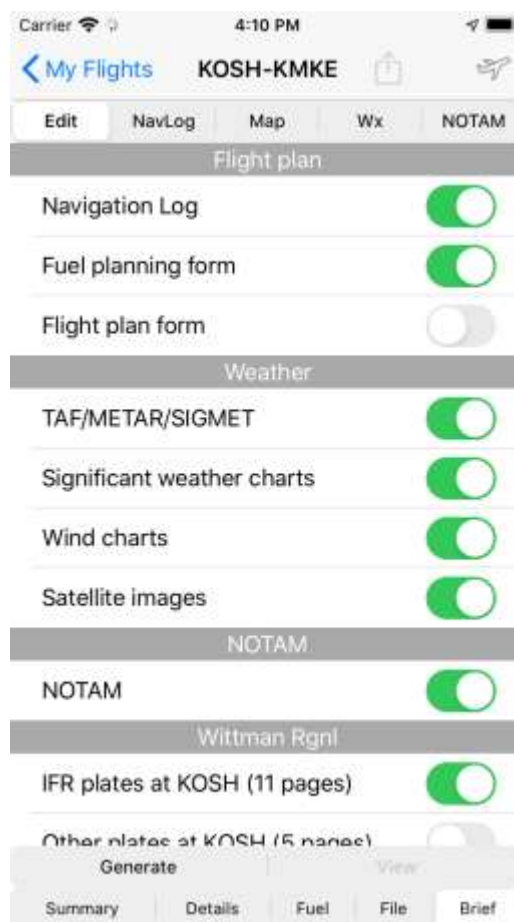 Carrier 4:10 PM
My Flights KOSH-KMKE
Edit NavLog Map Wx NOTAM
Flight plan
Navigation Log
Fuel planning form
Flight plan form
Weather
TAF/METAR/SIGMET
Significant weather charts
Wind charts
Satellite images
NOTAM
NOTAM
Wittman Rgnl
IFR plates at KOSH (11 pages)
Other plates at KOSH (5 pages)
Generate View
Summary Details Fuel File Brief